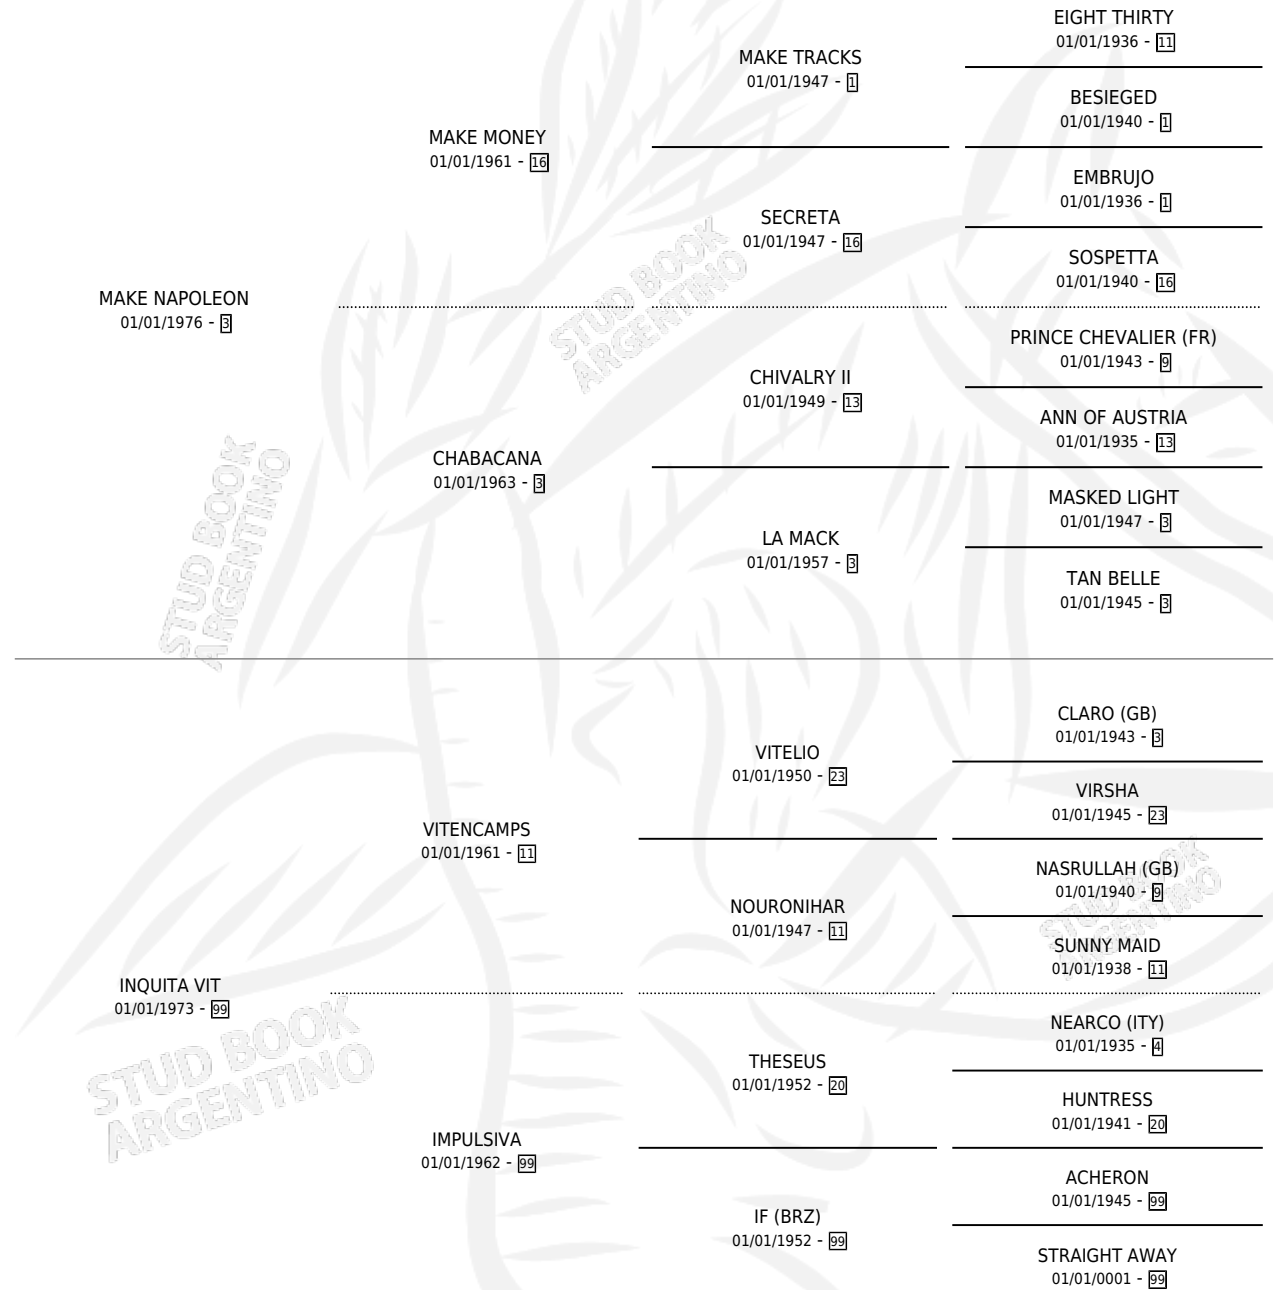 EIGHT THIRTY
01/01/1936 - 11
MAKE TRACKS
01/01/1947 - 1
BESIEGED
01/01/1940 - 1
MAKE MONEY
01/01/1961 - 16
EMBRUJO
01/01/1936 - 1
SECRETA
01/01/1947 - 16
SOSPETTA
01/01/1940 - 16
MAKE NAPOLEON
01/01/1976 - 3
PRINCE CHEVALIER (FR)
01/01/1943 - 9
CHIVALRY II
01/01/1949 - 13
ANN OF AUSTRIA
01/01/1935 - 13
CHABACANA
01/01/1963 - 3
MASKED LIGHT
01/01/1947 - 3
LA MACK
01/01/1957 - 3
TAN BELLE
01/01/1945 - 3
STUD BOOK
ARGENTINO
STUD BOOK
ARGENTINO
CLARO (GB)
01/01/1943 - 3
VITELIO
01/01/1950 - 23
VIRSHA
01/01/1945 - 23
VITENCAMPS
01/01/1961 - 11
NASRULLAH (GB)
01/01/1940 - 9
NOURONIHAR
01/01/1947 - 11
SUNNY MAID
01/01/1938 - 11
INQUITA VIT
01/01/1973 - 99
NEARCO (ITY)
01/01/1935 - 4
THESEUS
01/01/1952 - 20
HUNTRESS
01/01/1941 - 20
IMPULSIVA
01/01/1962 - 99
ACHERON
01/01/1945 - 99
IF (BRZ)
01/01/1952 - 99
STRAIGHT AWAY
01/01/0001 - 99
STUD BOOK
ARGENTINO
STUD BOOK
ARGENTINO